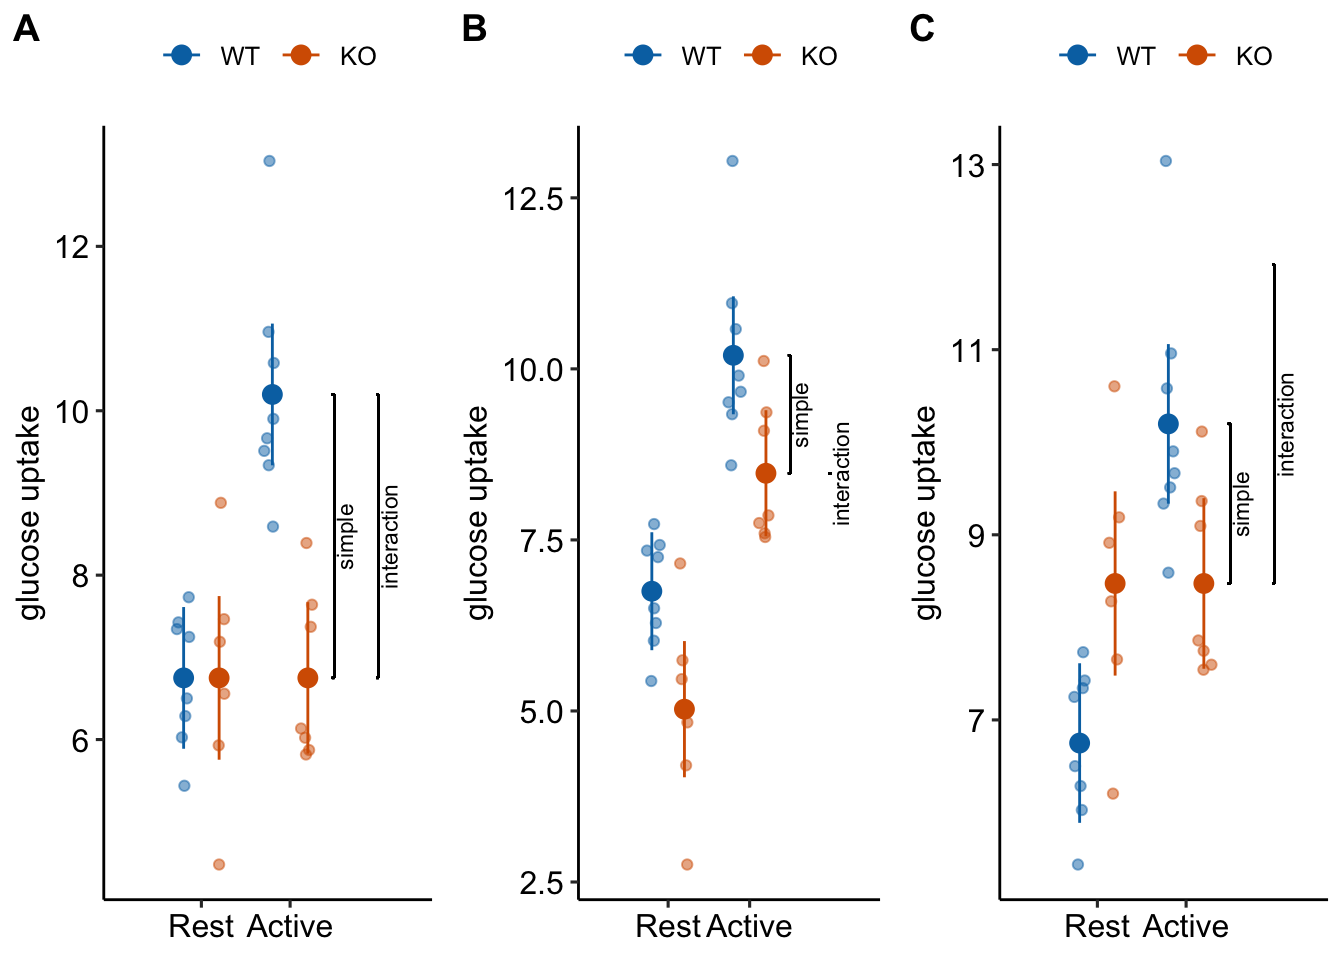 A
WT KO
glucose uptake
12
10
8
6
simple
interaction
Rest Active
B
WT KO
glucose uptake
12.5
10.0
7.5
5.0
2.5
simple
interaction
Rest Active
C
WT KO
glucose uptake
13
11
9
7
simple
interaction
Rest Active